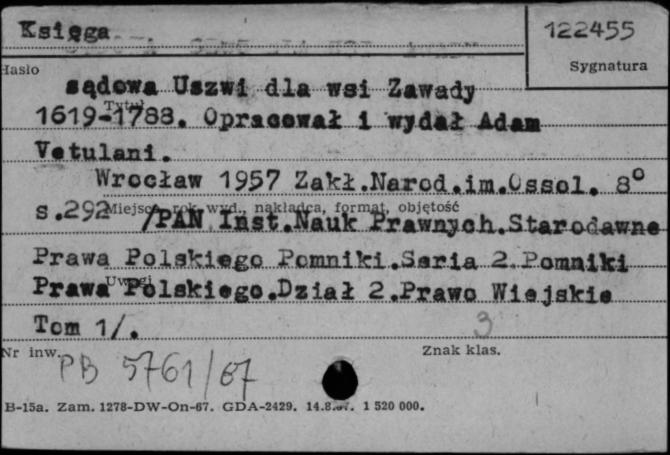 Księga
122455
Hasło
Sygnatura
sądowa Uszwi dla wsi Zawady
Tytuł
1619-1788. Opracował i wydał Adam
Vetulani.
Wrocław 1957 Zakł.Narod.im.Ossol. 8º
Miejsce, rok wyd., nakładca, format, objętość
s.292 /PAN Inst.Nauk Prawnych.Starodawne
Prawa Polskiego Pomniki.Seria 2.Pomniki
Uwagi
Prawa Polskiego.Dział 2.Prawo Wiejskie
Tom 1/.
3
Nr inw.
Znak klas.
PB 5761/67
B-15a. Zam. 1278-DW-On-67. GDA-2429. 14.8.67. 1 520 000.